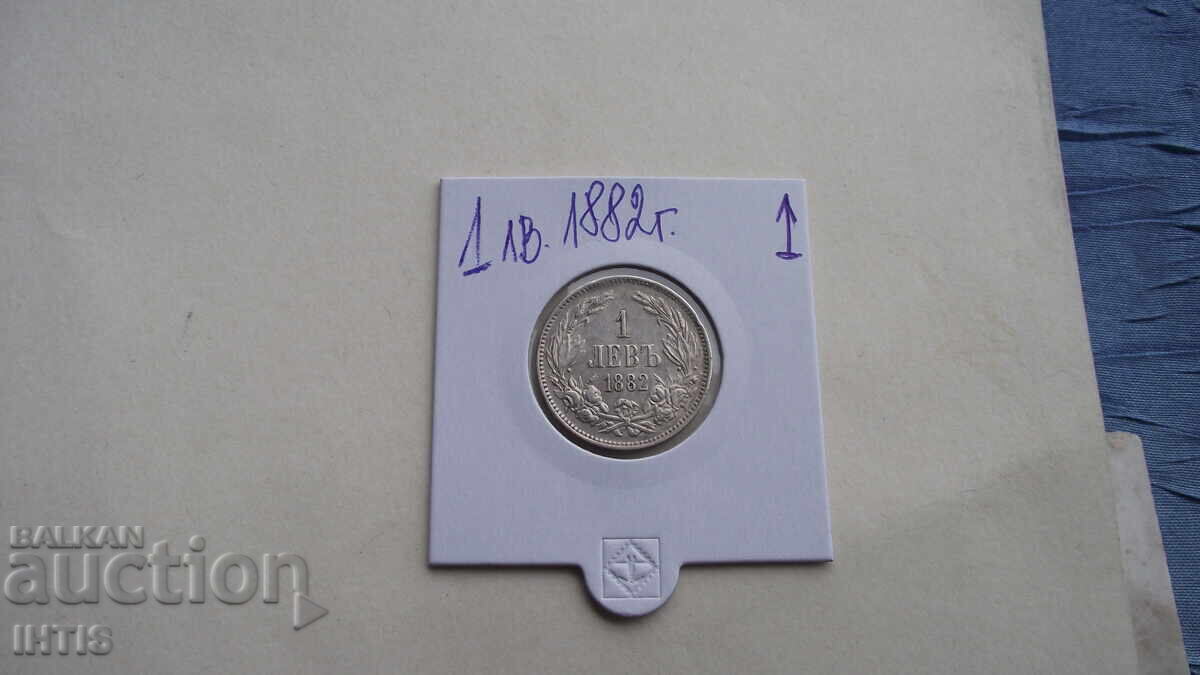 1 лв. 1882г.
1
1
ЛЕВЪ
1882
BALKAN
auction
IHTIS